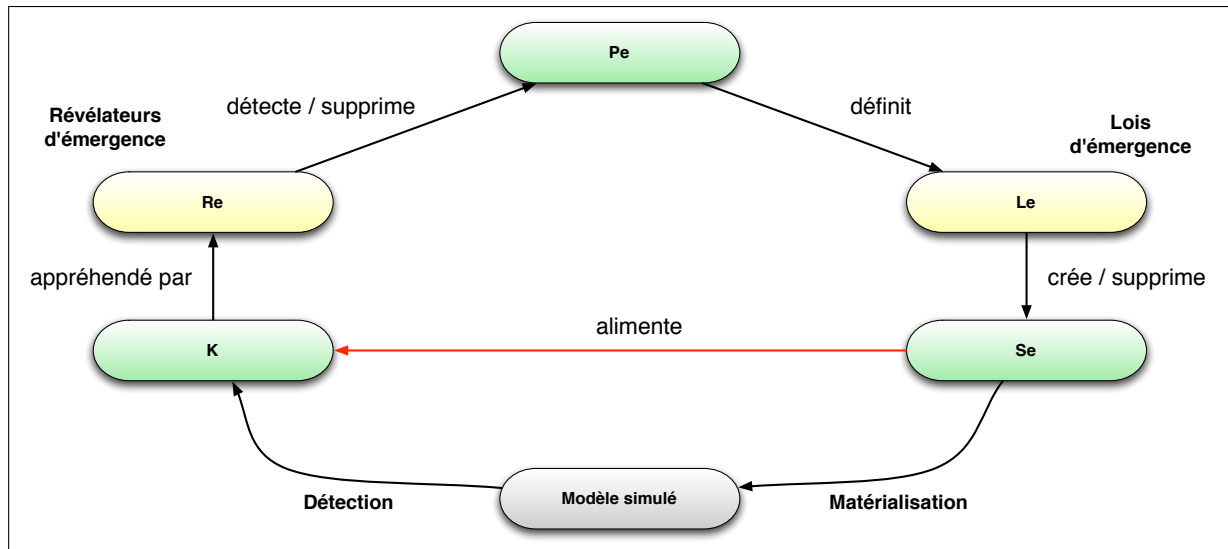 Pe
détecte / supprime
définit
Révélateurs
d'émergence
Lois
d'émergence
Re
Le
appréhendé par
crée / supprime
alimente
K
Se
Détection
Modèle simulé
Matérialisation